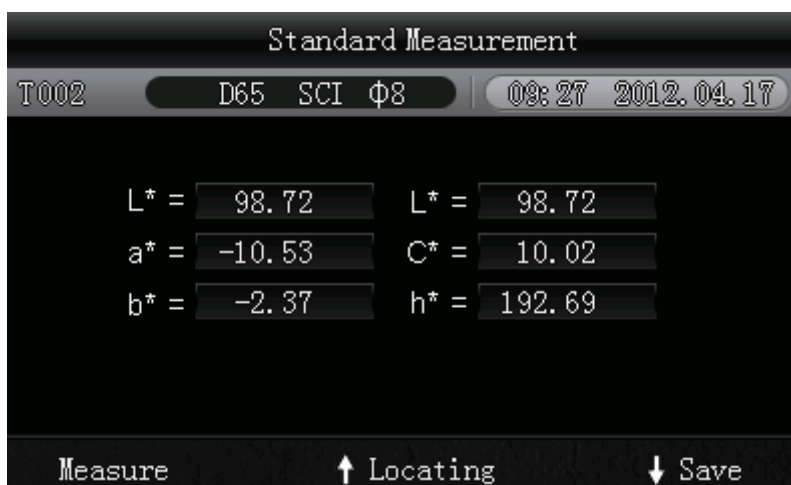 Standard Measurement
T002 D65 SCI Φ8 09:27 2012.04.17
L* = 98.72 L* = 98.72
a* = -10.53 C* = 10.02
b* = -2.37 h* = 192.69
Measure ↑ Locating ↓ Save